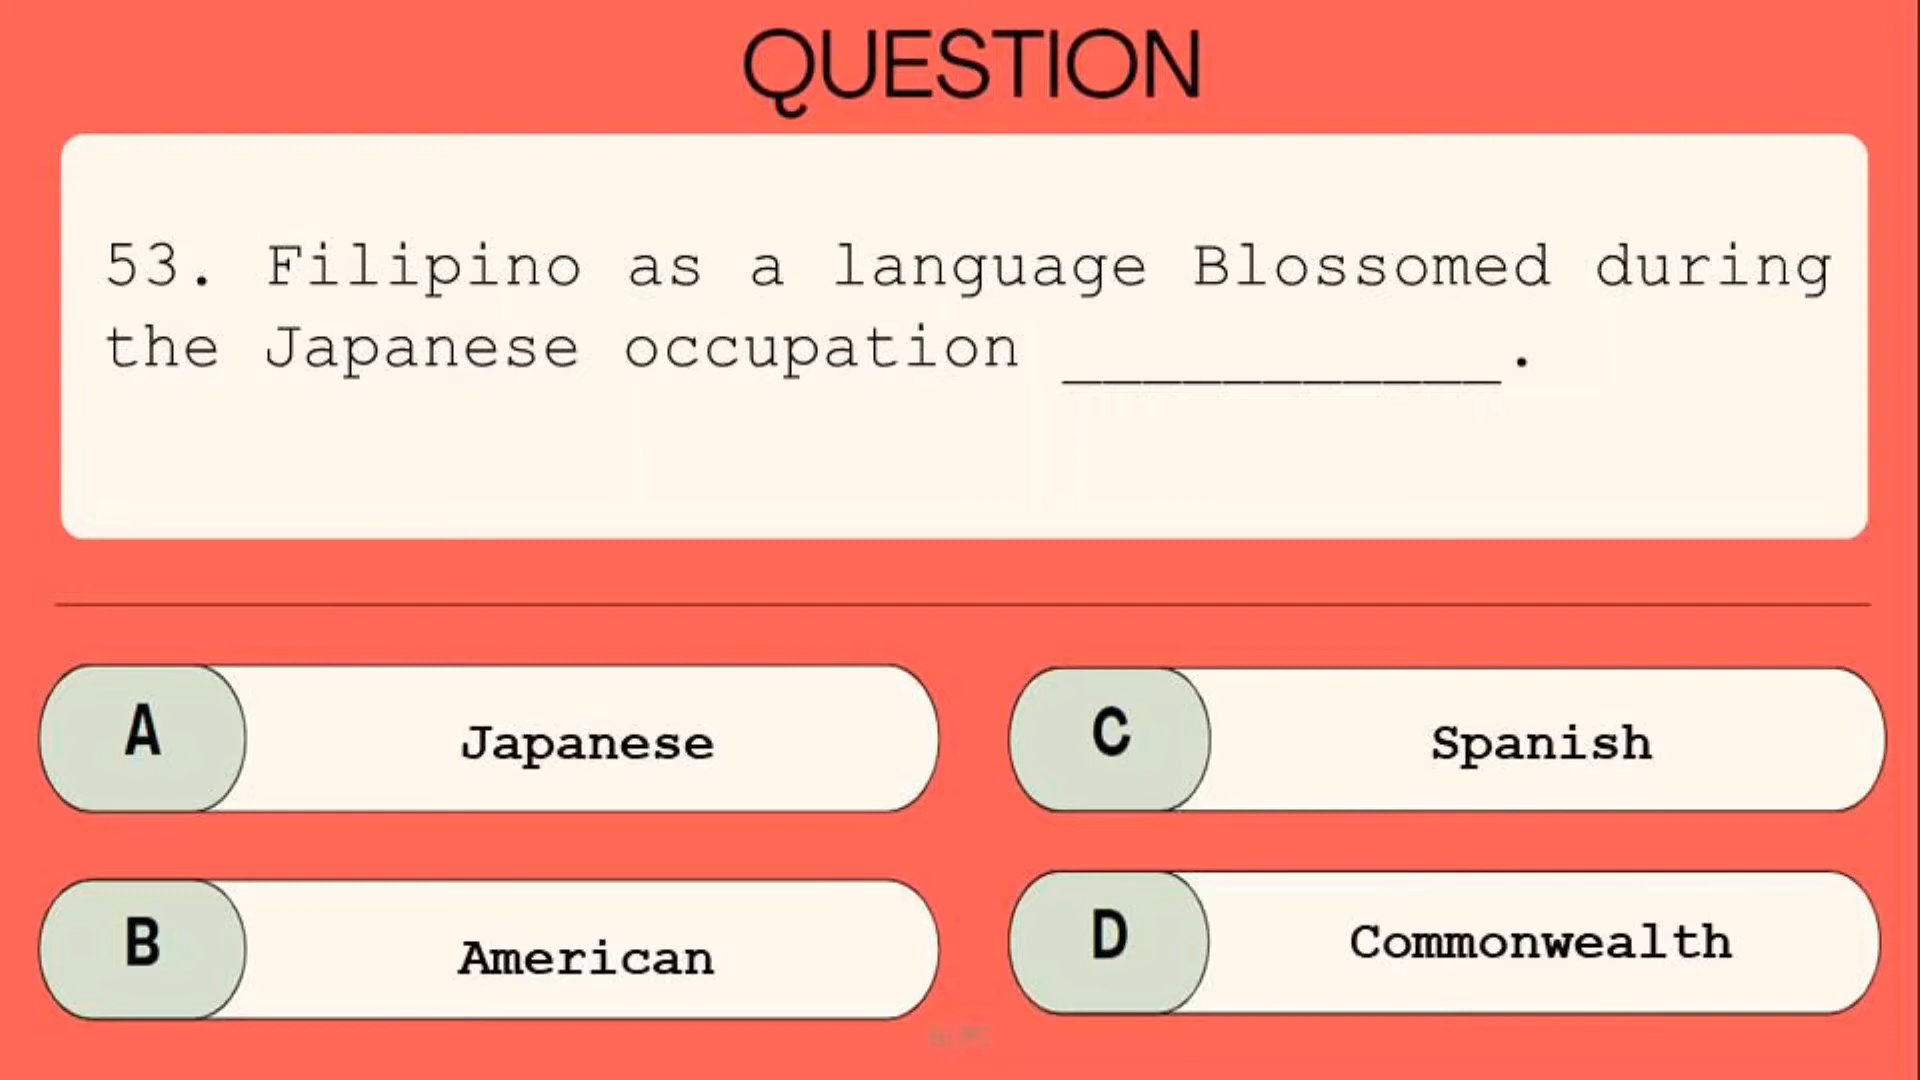 QUESTION
53. Filipino as a language Blossomed during
the Japanese occupation ___________.
A
Japanese
C
Spanish
B
American
D
Commonwealth